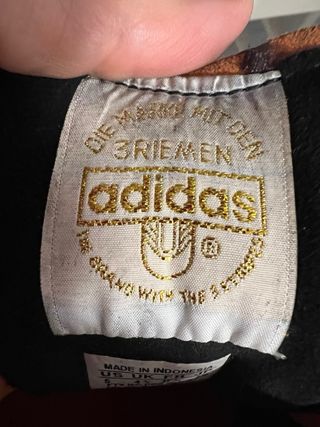 DIE MARKE MIT DEN
3RIEMEN
adidas
®
THE BRAND WITH THE 3 STRIPES
MADE IN INDONESIA
US UK FR